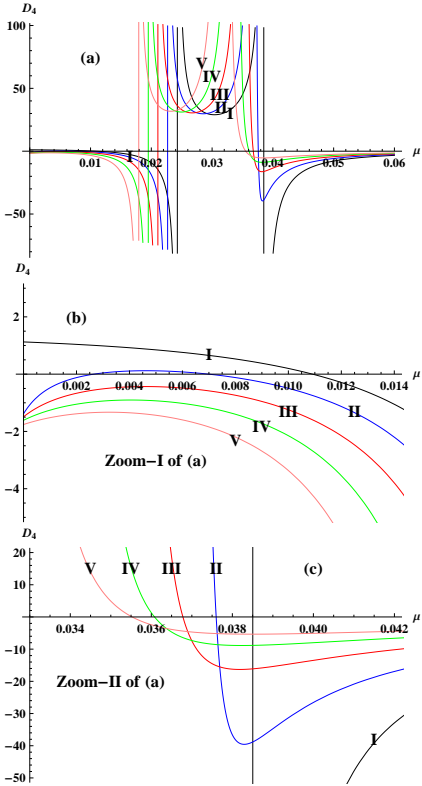 D₄
100
(a)
V
IV
50
III
II
I
I
μ
0.01 0.02 0.03 0.04 0.05 0.06
−50
D₄
(b)
2
I
μ
0.002 0.004 0.006 0.008 0.010 0.012 0.014
III II
IV
−2
V
Zoom−I of (a)
−4
D₄
20
V IV III II (c)
10
μ
0.034 0.036 0.038 0.040 0.042
−10
−20
Zoom−II of (a)
−30
I
−40
−50